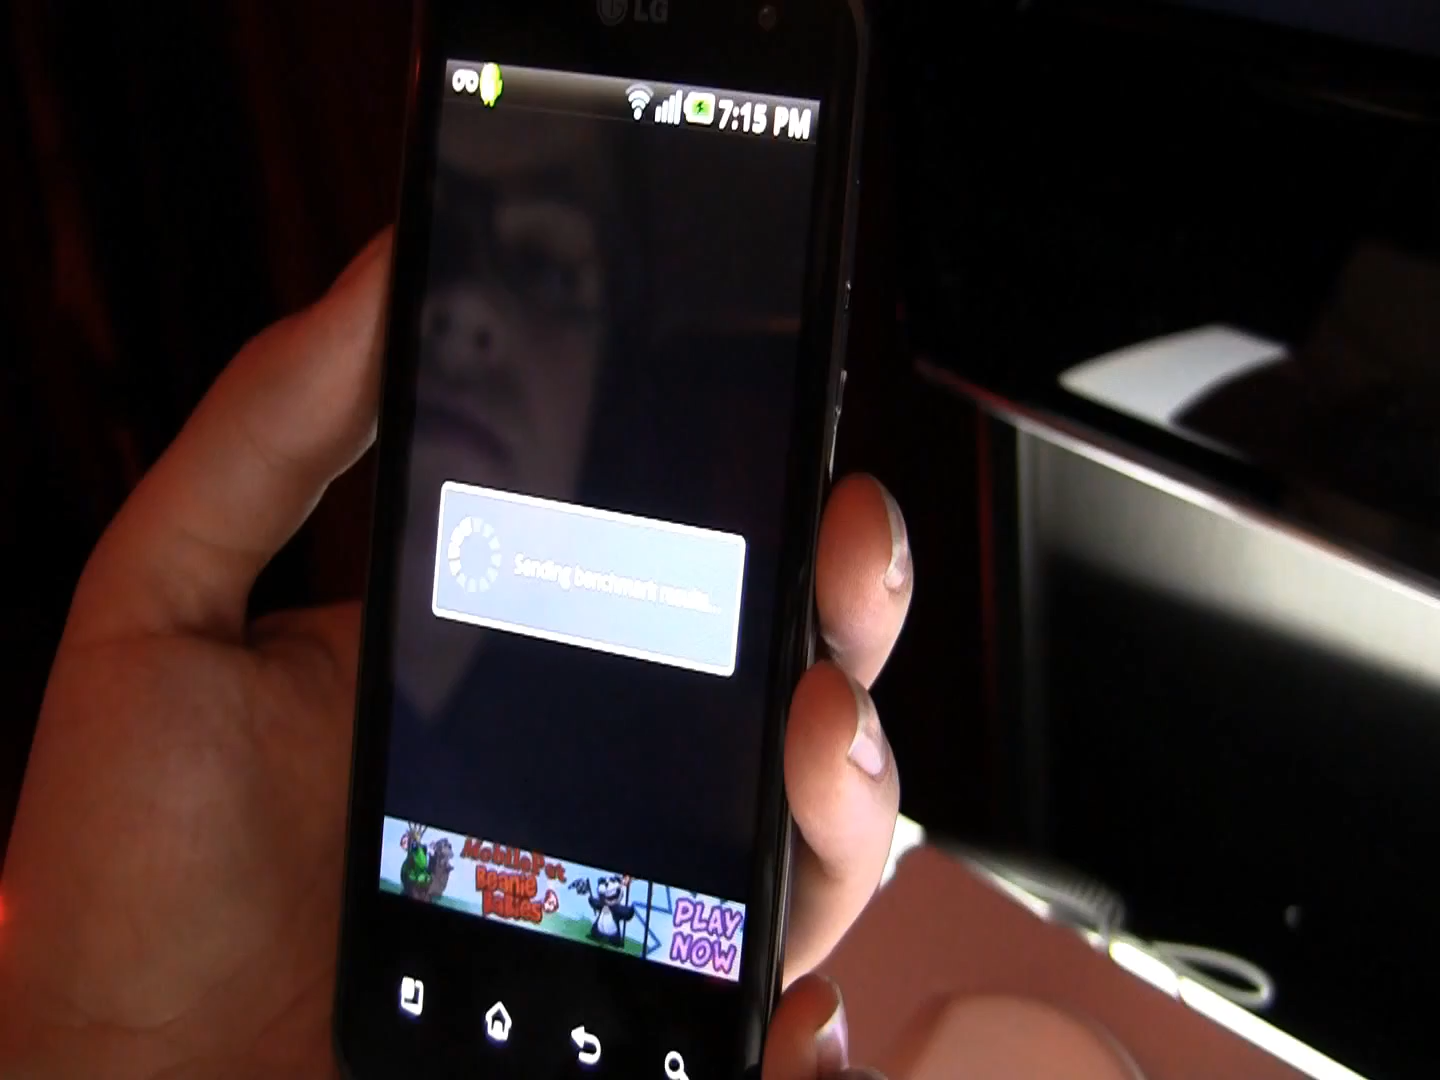 LG
7:15 PM
Sending benchmark results...
MobilePet
Beanie
Babies
PLAY
NOW